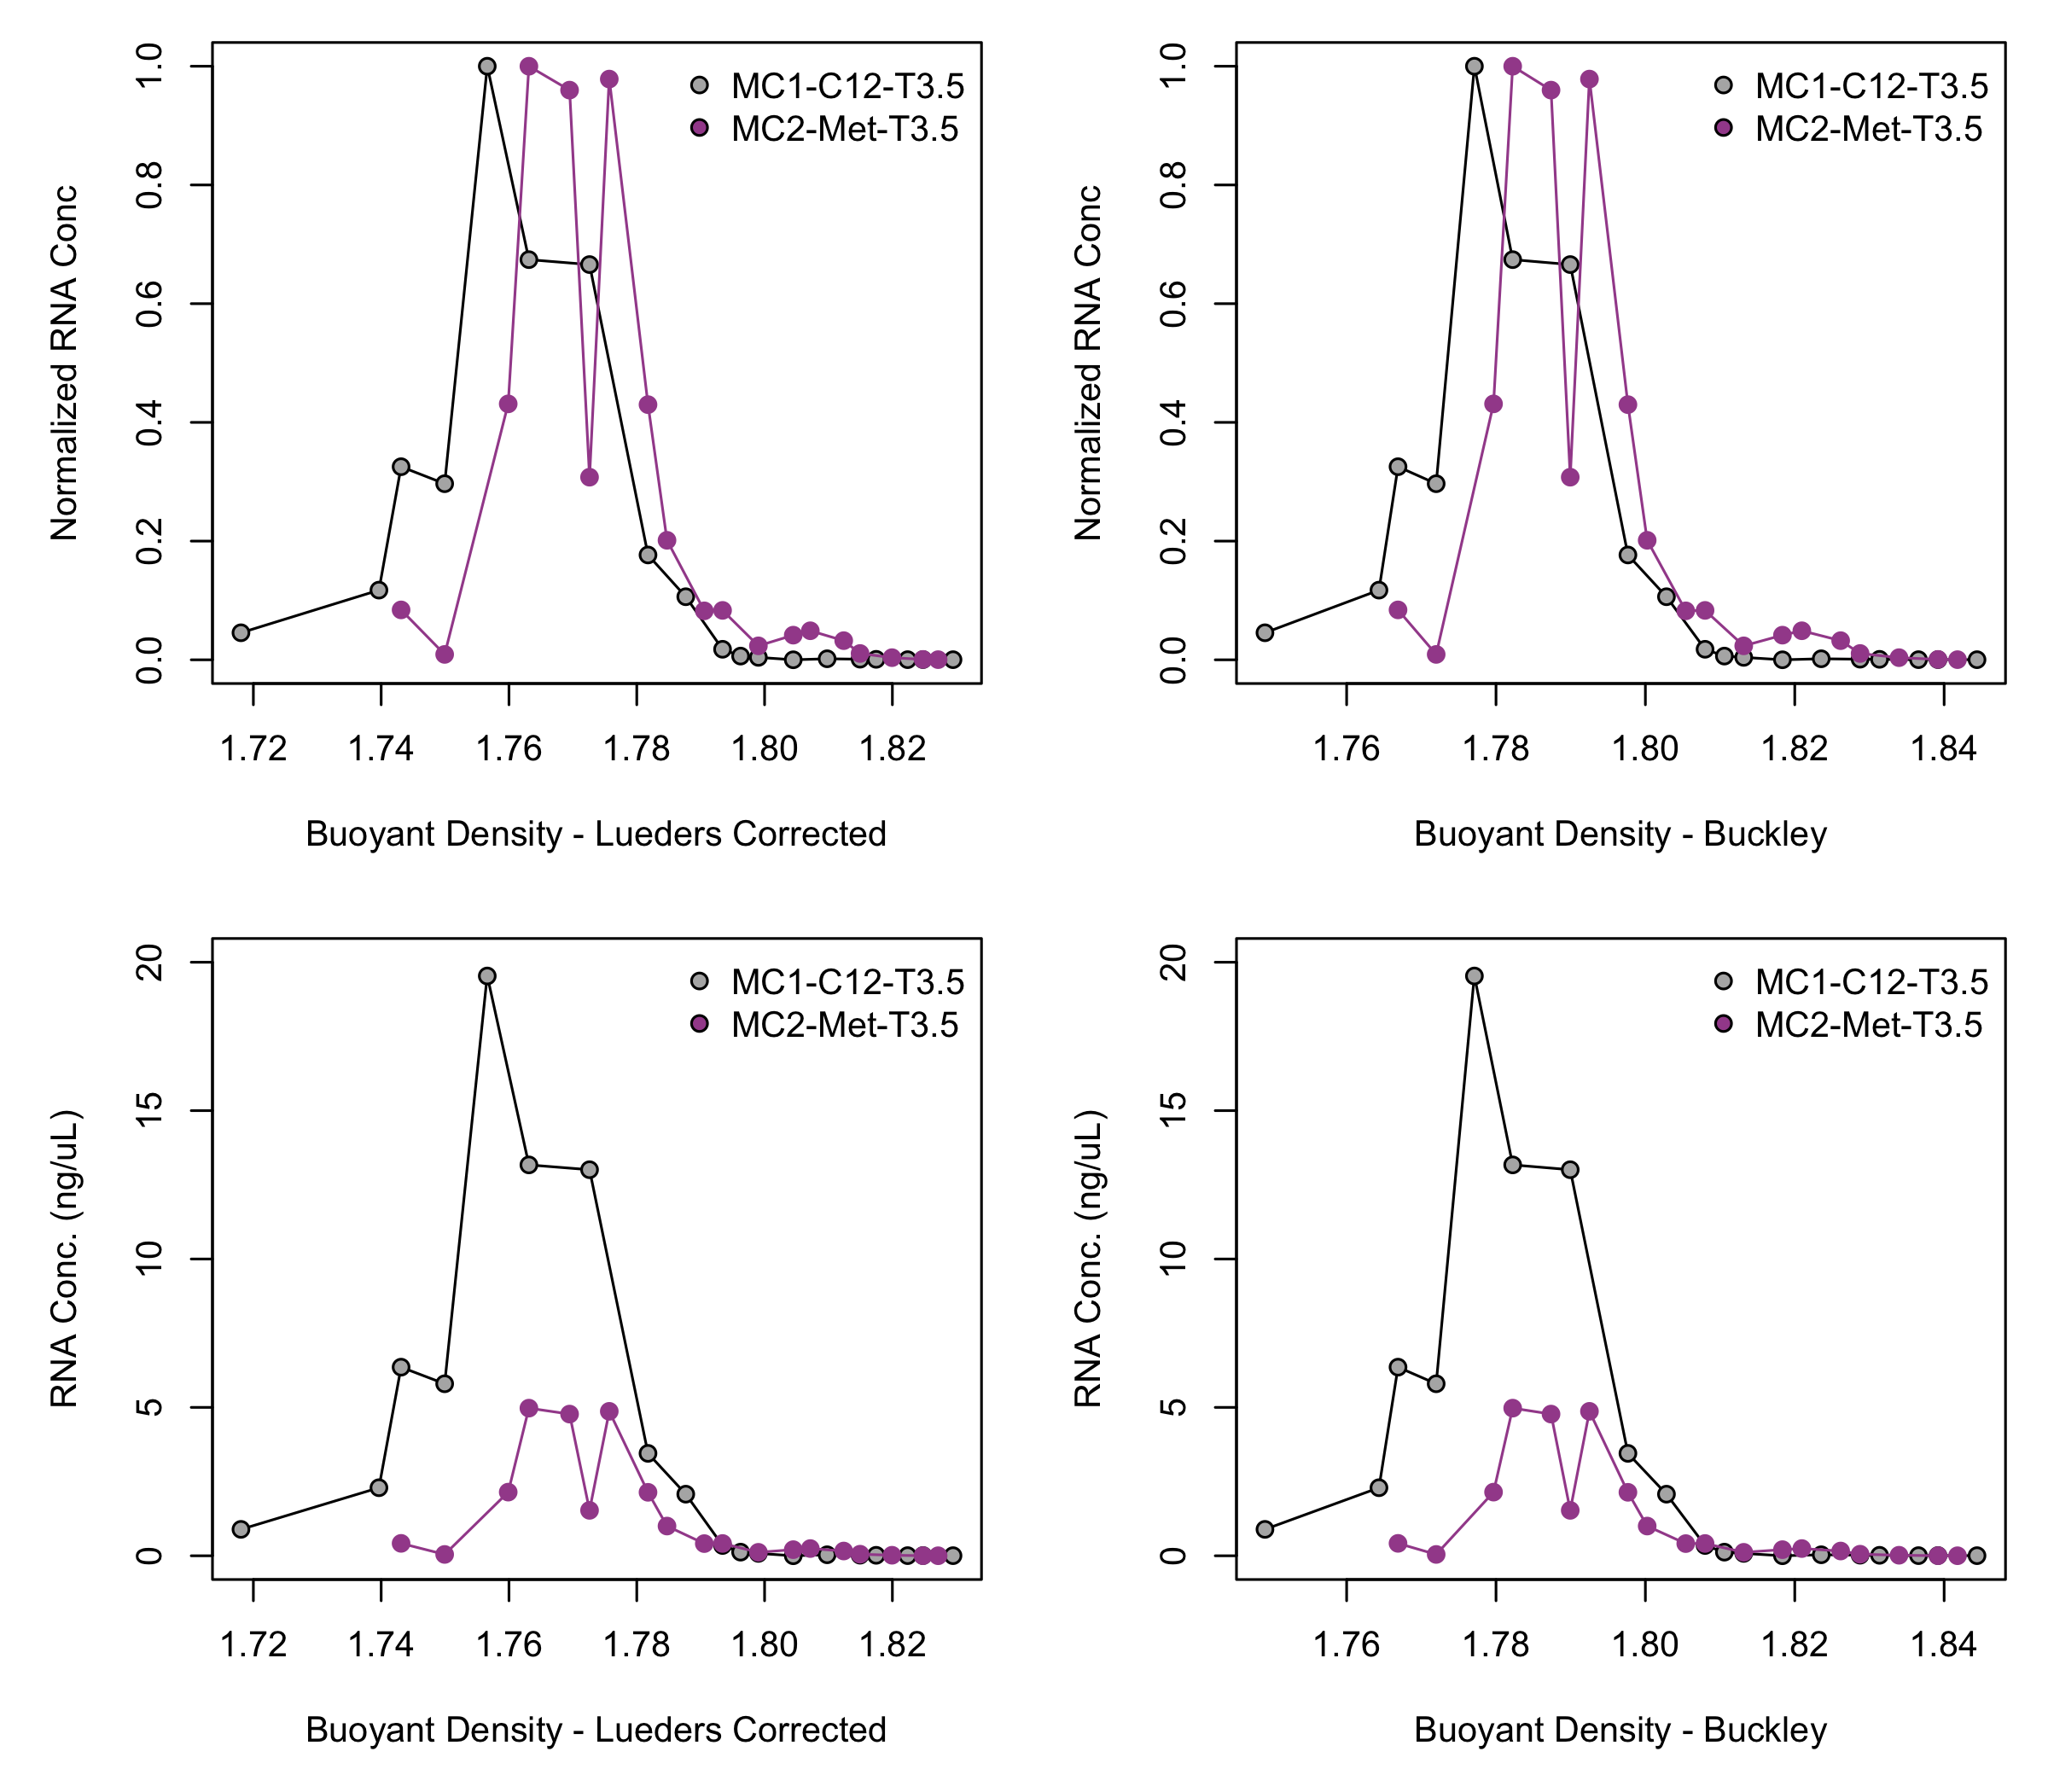 Normalized RNA Conc
0.0 0.2 0.4 0.6 0.8 1.0
MC1-C12-T3.5
MC2-Met-T3.5
1.72 1.74 1.76 1.78 1.80 1.82
Buoyant Density - Lueders Corrected
Normalized RNA Conc
0.0 0.2 0.4 0.6 0.8 1.0
MC1-C12-T3.5
MC2-Met-T3.5
1.76 1.78 1.80 1.82 1.84
Buoyant Density - Buckley
RNA Conc. (ng/uL)
0 5 10 15 20
MC1-C12-T3.5
MC2-Met-T3.5
1.72 1.74 1.76 1.78 1.80 1.82
Buoyant Density - Lueders Corrected
RNA Conc. (ng/uL)
0 5 10 15 20
MC1-C12-T3.5
MC2-Met-T3.5
1.76 1.78 1.80 1.82 1.84
Buoyant Density - Buckley